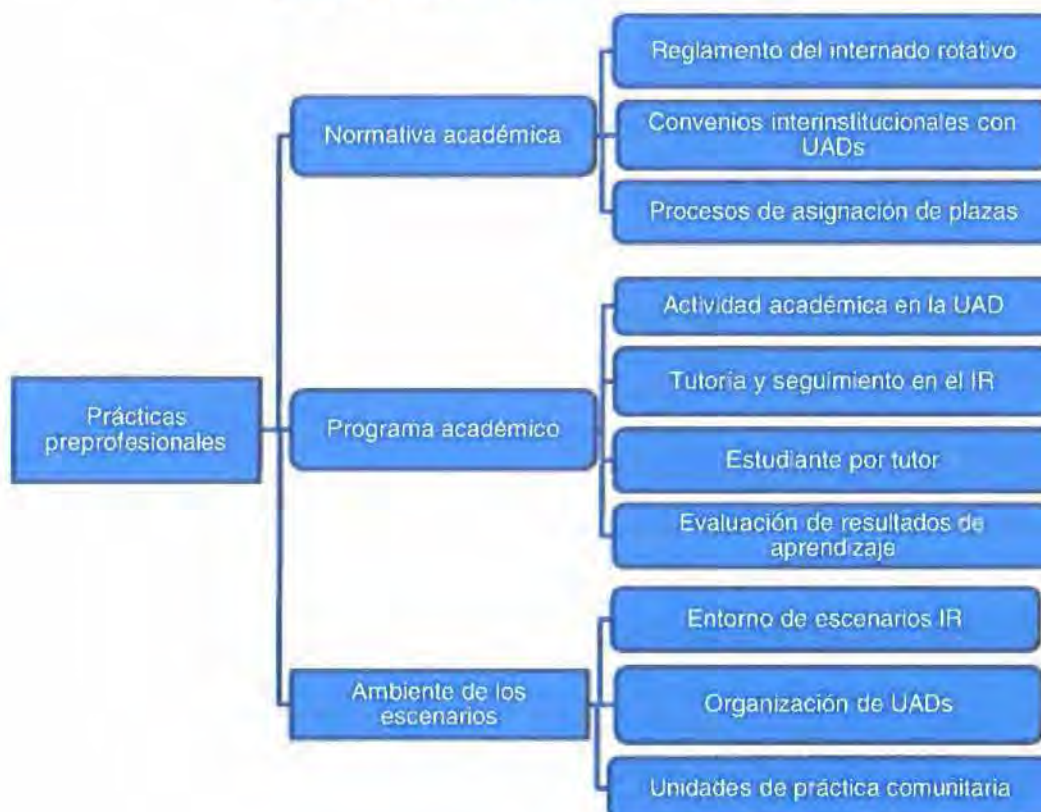 Reglamento del internado rotativo
Normativa académica
Convenios interinstitucionales con
UADs
Procesos de asignación de plazas
Actividad académica en la UAD
Tutoría y seguimiento en el IR
Prácticas
preprofesionales
Programa académico
Estudiante por tutor
Evaluación de resultados de
aprendizaje
Entorno de escenarios IR
Ambiente de los
escenarios
Organización de UADs
Unidades de práctica comunitaria